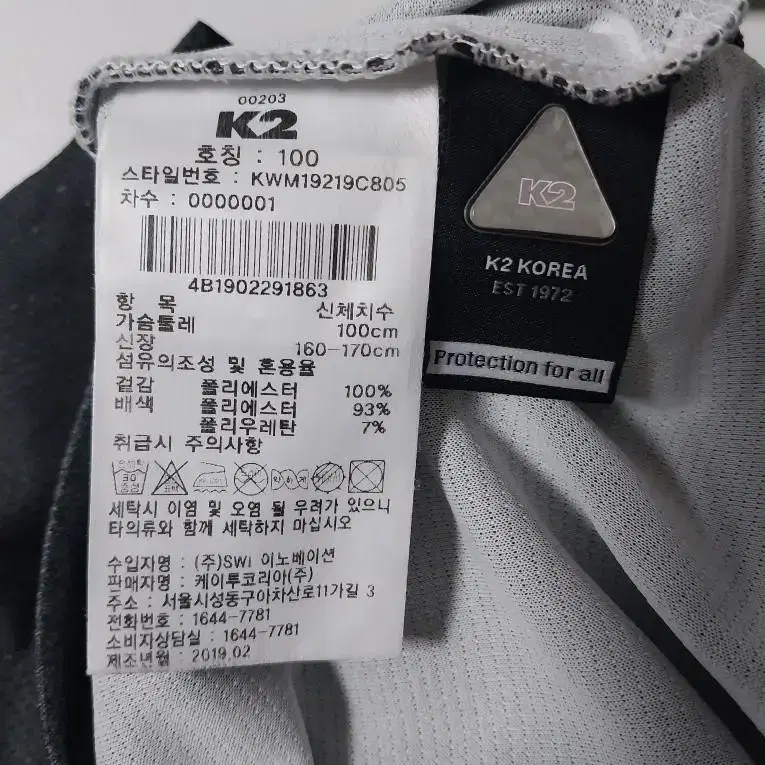 00203
K2
호칭 : 100
스타일번호 : KWM19219C805
차수 : 0000001
4B1902291863
항 목 신체치수
가슴둘레 100cm
신장 160-170cm
섬유의조성 및 혼용율
겉감 폴리에스터 100%
배색 폴리에스터 93%
폴리우레탄 7%
취급시 주의사항
30 중성
세탁시 이염 및 오염 될 우려가 있으니
타의류와 함께 세탁하지 마십시오
수입자명 : (주)SWI 이노베이션
판매자명 : 케이투코리아(주)
주소 : 서울시성동구아차산로11가길 3
전화번호 : 1644-7781
소비자상담실 : 1644-7781
제조년월 : 2019.02
K2
K2 KOREA
EST 1972
Protection for all